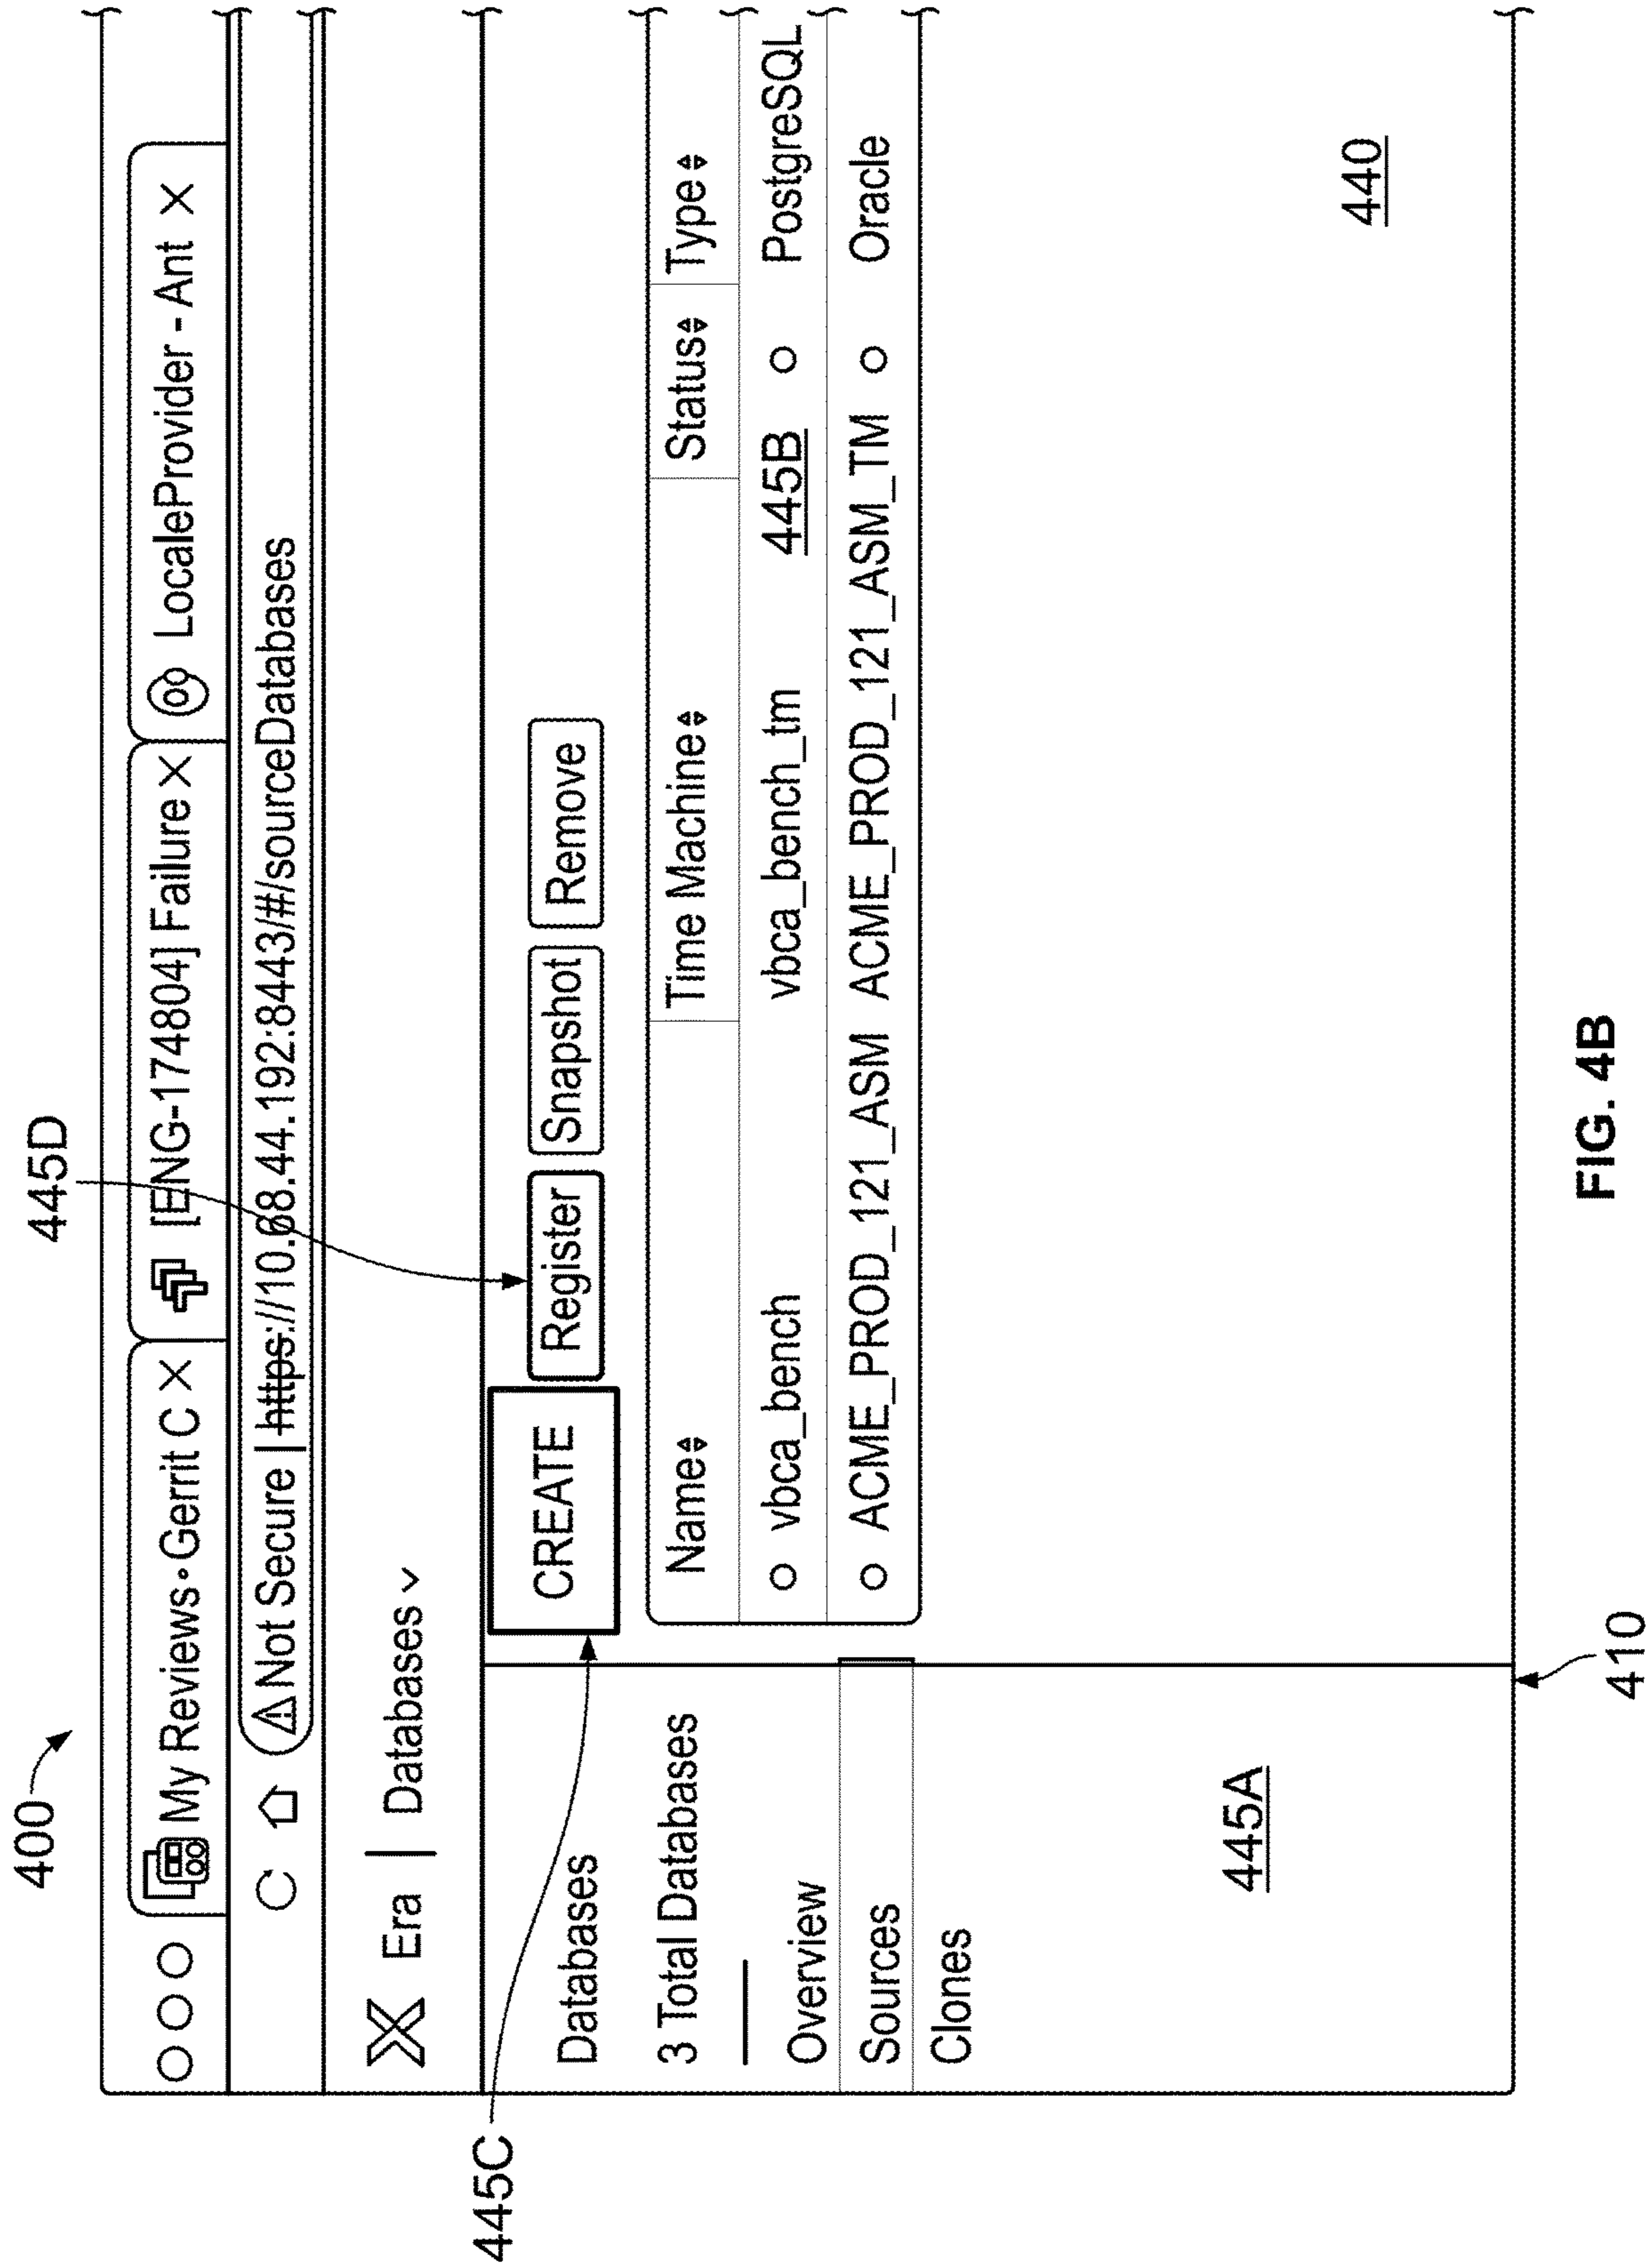 400
445D
My Reviews•Gerrit C X
[ENG-174804] Failure X
LocaleProvider - Ant X
Not Secure | https://10.68.44.192:8443/#/sourceDatabases
Era | Databases
445C
CREATE
Register
Snapshot
Remove
Databases
3 Total Databases
Overview
Sources
Clones
445A
Name
Time Machine
Status
Type
vbca_bench vbca_bench_tm 445B PostgreSQL
ACME_PROD_121_ASM ACME_PROD_121_ASM_TM Oracle
440
410
FIG. 4B